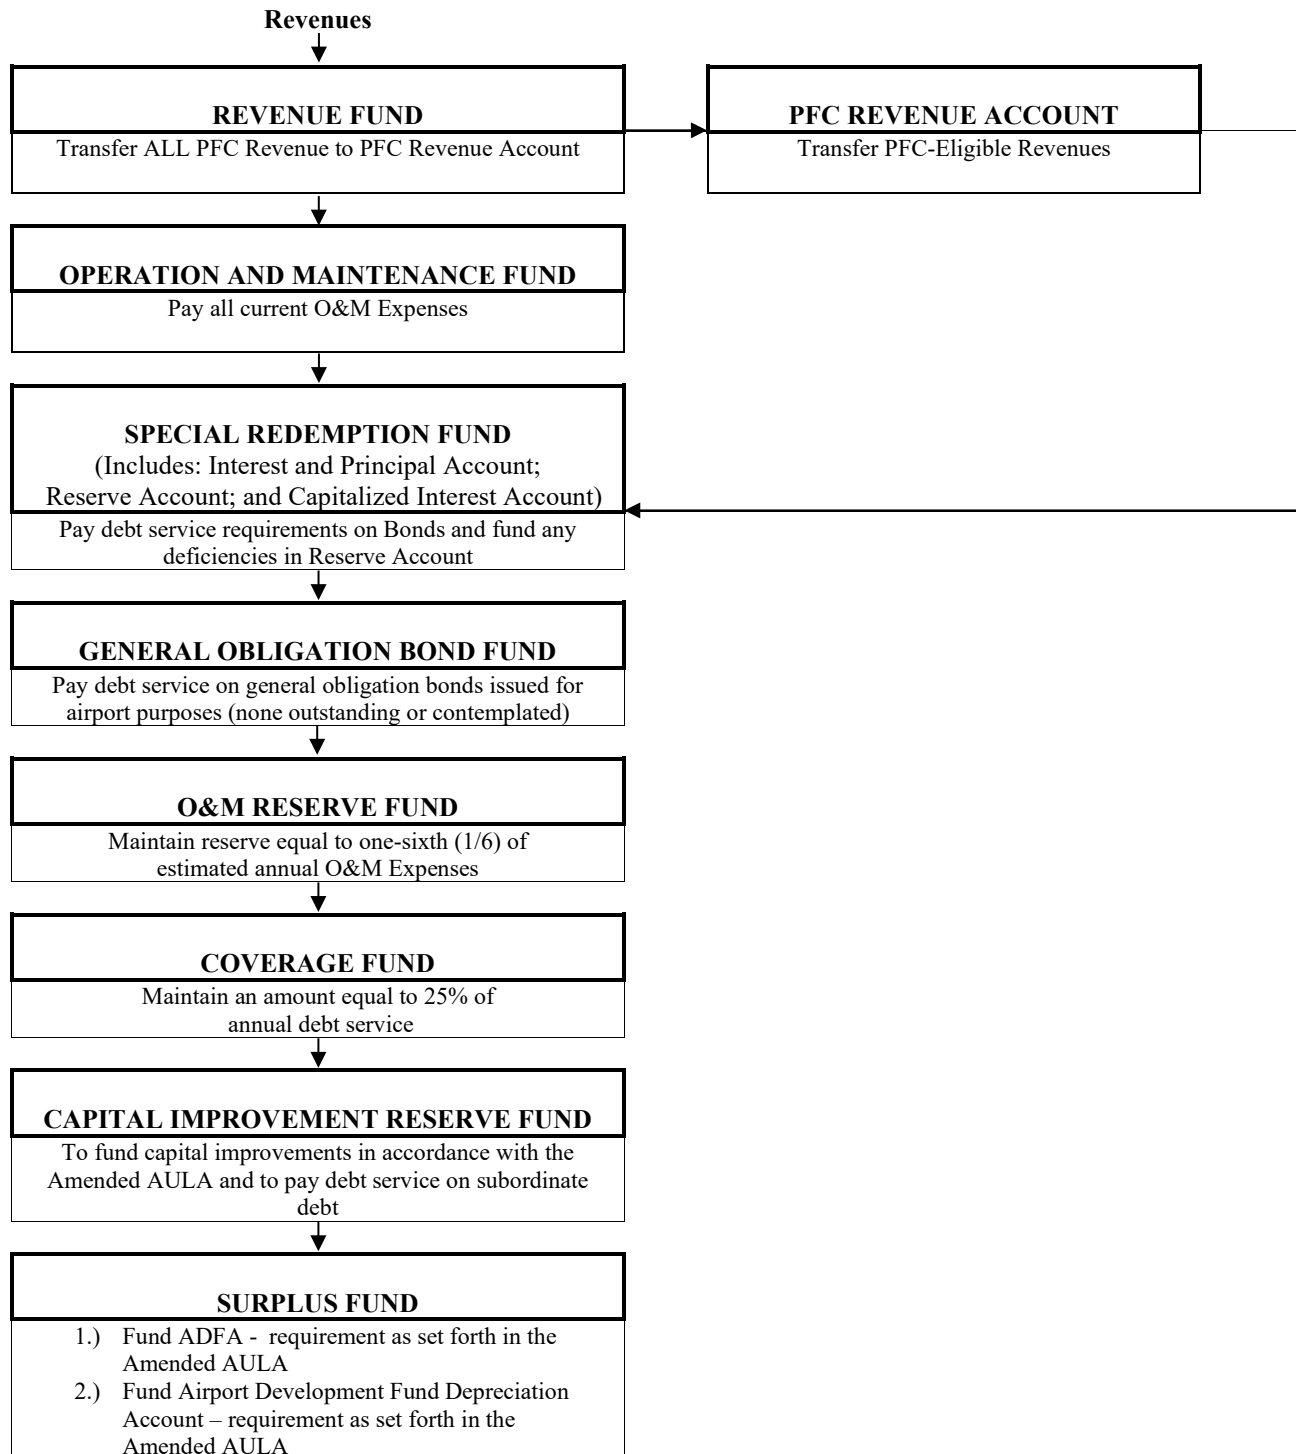 Revenues
REVENUE FUND
Transfer ALL PFC Revenue to PFC Revenue Account
PFC REVENUE ACCOUNT
Transfer PFC-Eligible Revenues
OPERATION AND MAINTENANCE FUND
Pay all current O&M Expenses
SPECIAL REDEMPTION FUND
(Includes: Interest and Principal Account;
Reserve Account; and Capitalized Interest Account)
Pay debt service requirements on Bonds and fund any
deficiencies in Reserve Account
GENERAL OBLIGATION BOND FUND
Pay debt service on general obligation bonds issued for
airport purposes (none outstanding or contemplated)
O&M RESERVE FUND
Maintain reserve equal to one-sixth (1/6) of
estimated annual O&M Expenses
COVERAGE FUND
Maintain an amount equal to 25% of
annual debt service
CAPITAL IMPROVEMENT RESERVE FUND
To fund capital improvements in accordance with the
Amended AULA and to pay debt service on subordinate
debt
SURPLUS FUND
1.) Fund ADFA - requirement as set forth in the
Amended AULA
2.) Fund Airport Development Fund Depreciation
Account – requirement as set forth in the
Amended AULA